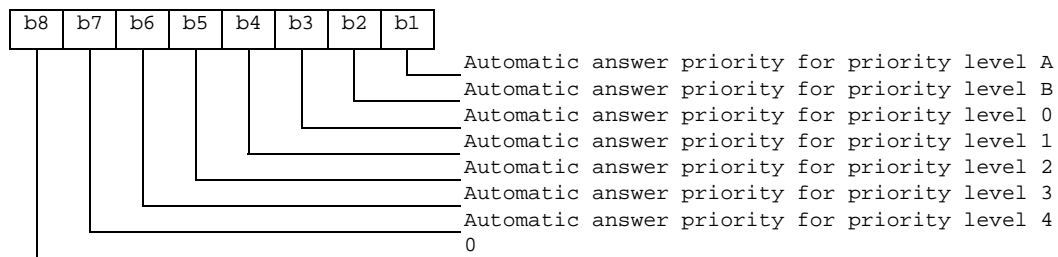 b8 b7 b6 b5 b4 b3 b2 b1
Automatic answer priority for priority level A
Automatic answer priority for priority level B
Automatic answer priority for priority level 0
Automatic answer priority for priority level 1
Automatic answer priority for priority level 2
Automatic answer priority for priority level 3
Automatic answer priority for priority level 4
0